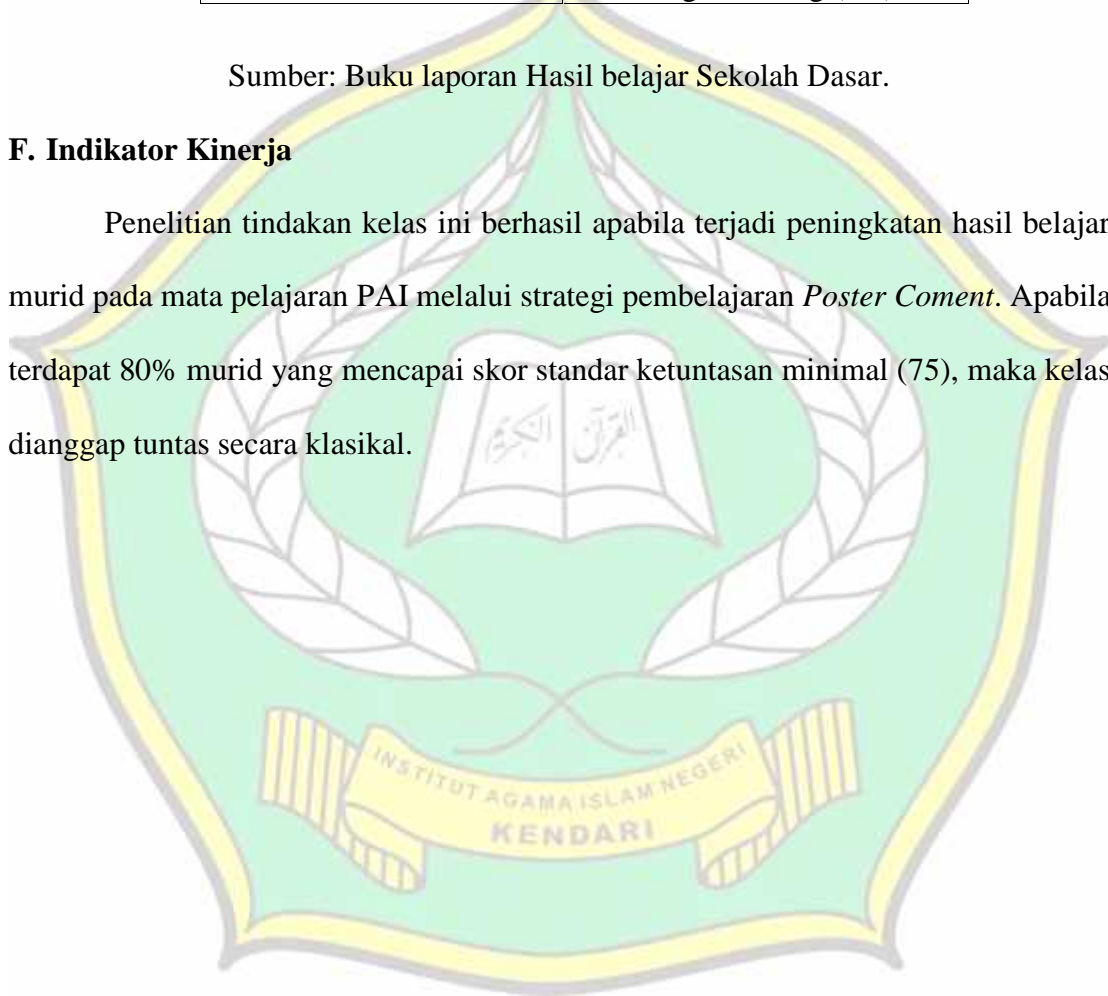 Sumber: Buku laporan Hasil belajar Sekolah Dasar.
F. Indikator Kinerja
Penelitian tindakan kelas ini berhasil apabila terjadi peningkatan hasil belajar
murid pada mata pelajaran PAI melalui strategi pembelajaran Poster Coment. Apabila
terdapat 80% murid yang mencapai skor standar ketuntasan minimal (75), maka kelas
dianggap tuntas secara klasikal.
القرآن الكريم
INSTITUT AGAMA ISLAM NEGERI
KENDARI